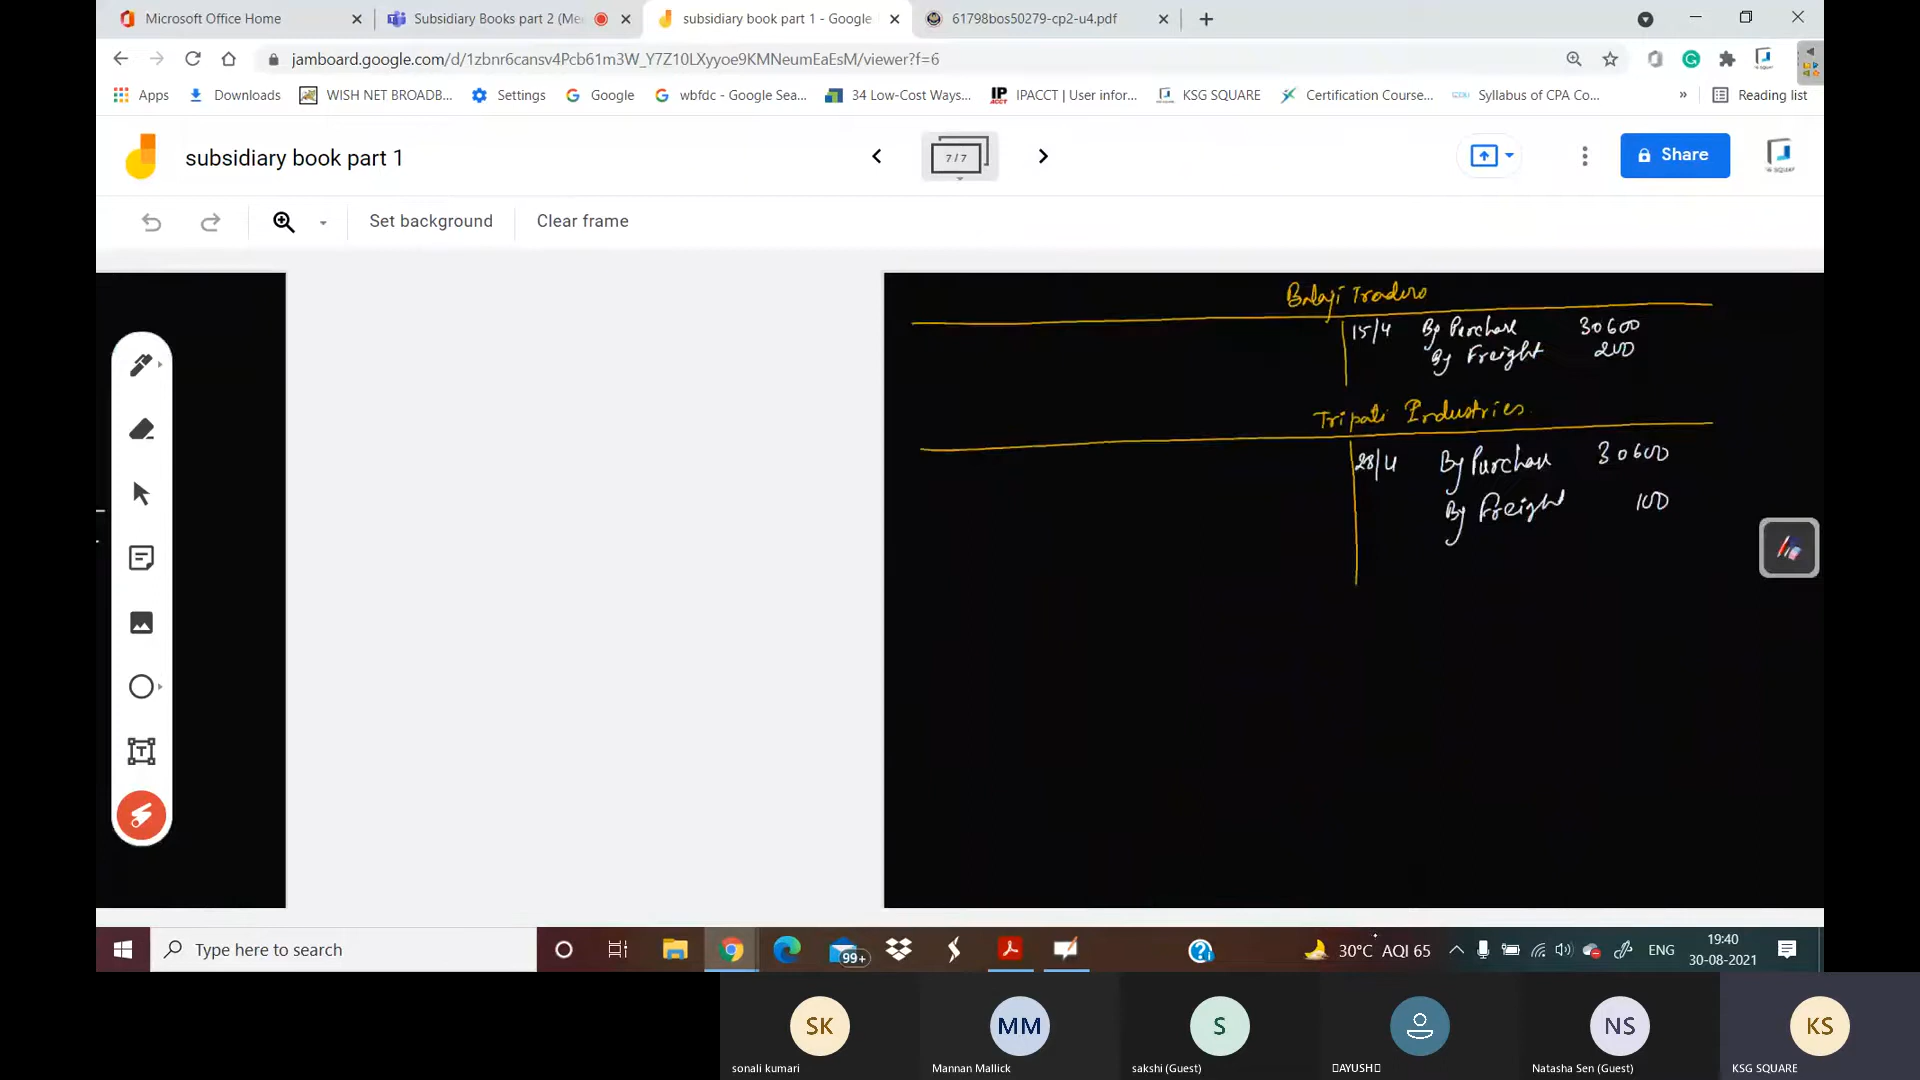 Microsoft Office Home
Subsidiary Books part 2 (Me
subsidiary book part 1 - Google
61798bos50279-cp2-u4.pdf
jamboard.google.com/d/1zbnr6cansv4Pcb61m3W_Y7Z10LXyyoe9KMNeumEaEsM/viewer?f=6
Apps
Downloads
WISH NET BROADB...
Settings
Google
wbfdc - Google Sea...
34 Low-Cost Ways...
IP ACCT
IPACCT | User infor...
KSG SQUARE
Certification Course...
Syllabus of CPA Co...
»
Reading list
subsidiary book part 1
7 / 7
Share
Set background
Clear frame
Balaji Traders
15/4 By Purchase 30600
By Freight 200
Tripati Industries.
28/4 By Purchase 30600
By Freight 100
Type here to search
99+
30°C AQI 65
ENG
19:40
30-08-2021
SK
sonali kumari
MM
Mannan Mallick
S
sakshi (Guest)
AYUSH
NS
Natasha Sen (Guest)
KS
KSG SQUARE